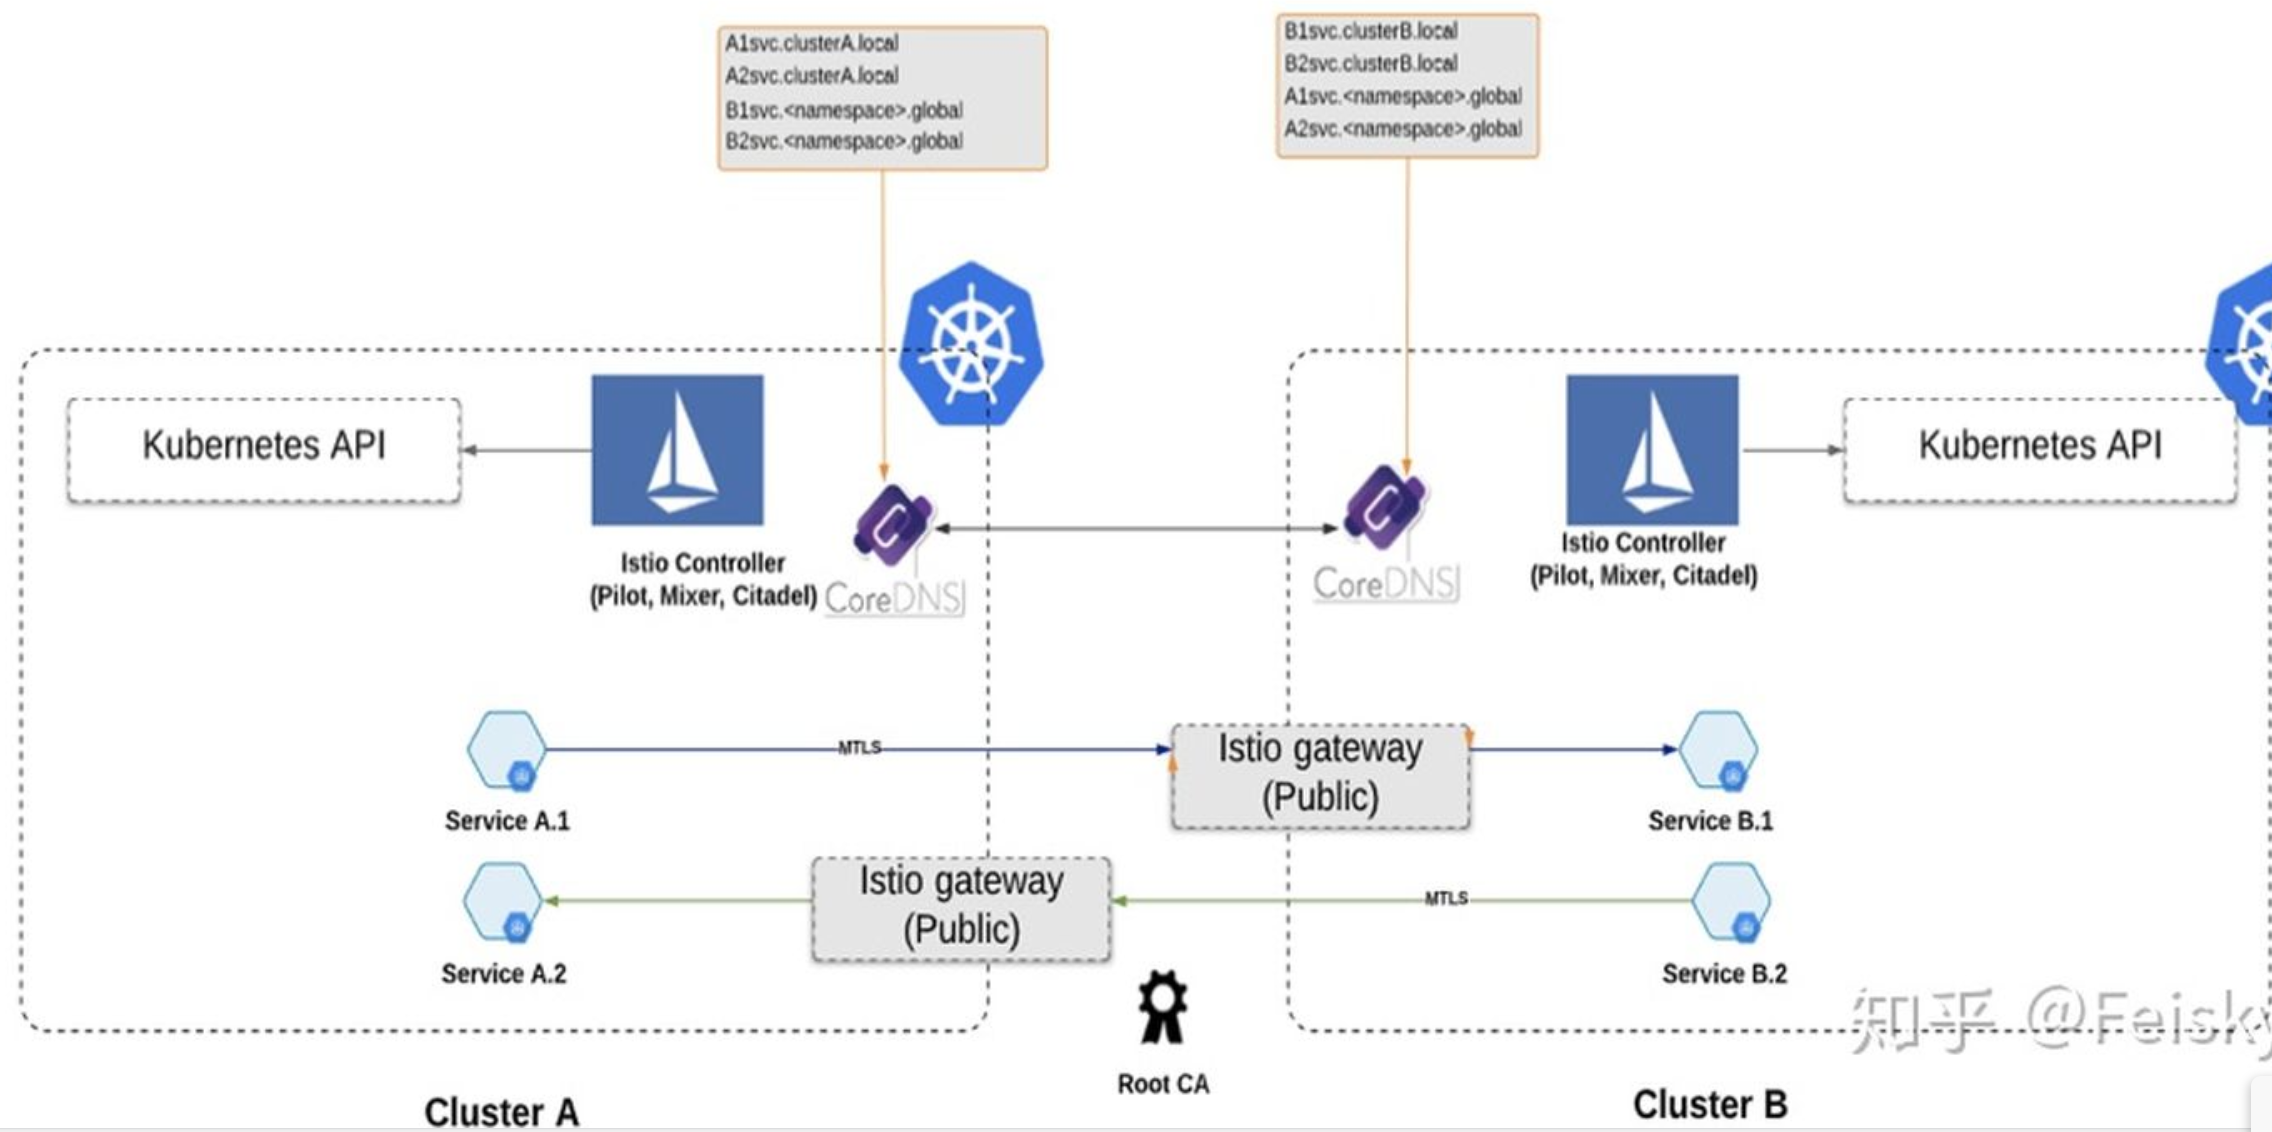 A1svc.clusterA.local
A2svc.clusterA.local
B1svc.<namespace>.global
B2svc.<namespace>.global
B1svc.clusterB.local
B2svc.clusterB.local
A1svc.<namespace>.global
A2svc.<namespace>.global
Kubernetes API
Istio Controller
(Pilot, Mixer, Citadel)
CoreDNS
CoreDNS
Istio Controller
(Pilot, Mixer, Citadel)
Kubernetes API
MTLS
Istio gateway
(Public)
Service A.1
Service B.1
Istio gateway
(Public)
MTLS
Service A.2
Service B.2
Root CA
Cluster A
Cluster B
知乎 @Feisky